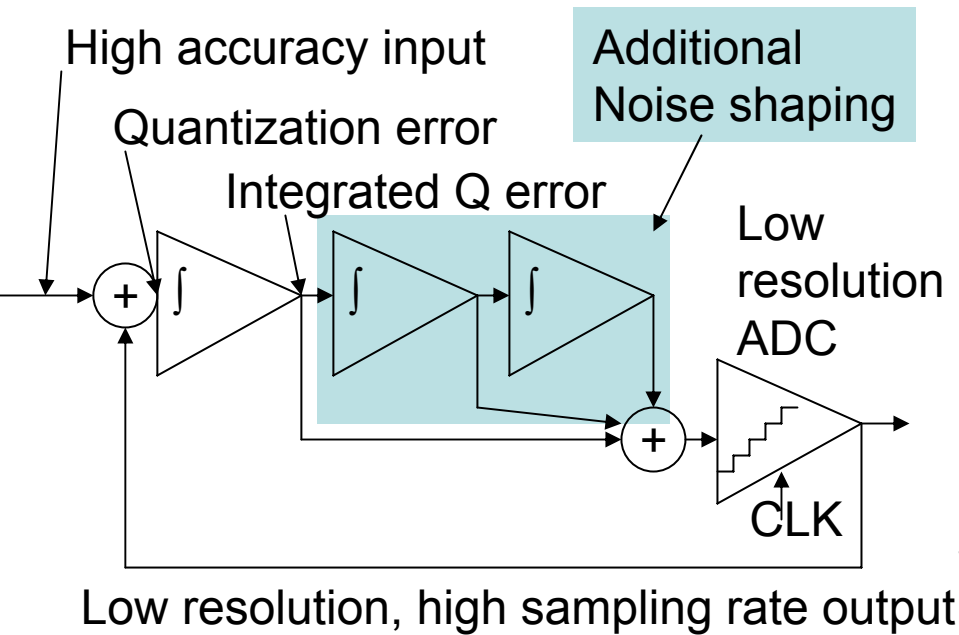 High accuracy input
Additional
Noise shaping
Quantization error
Integrated Q error
Low
resolution
ADC
∫
∫
∫
+
+
CLK
Low resolution, high sampling rate output